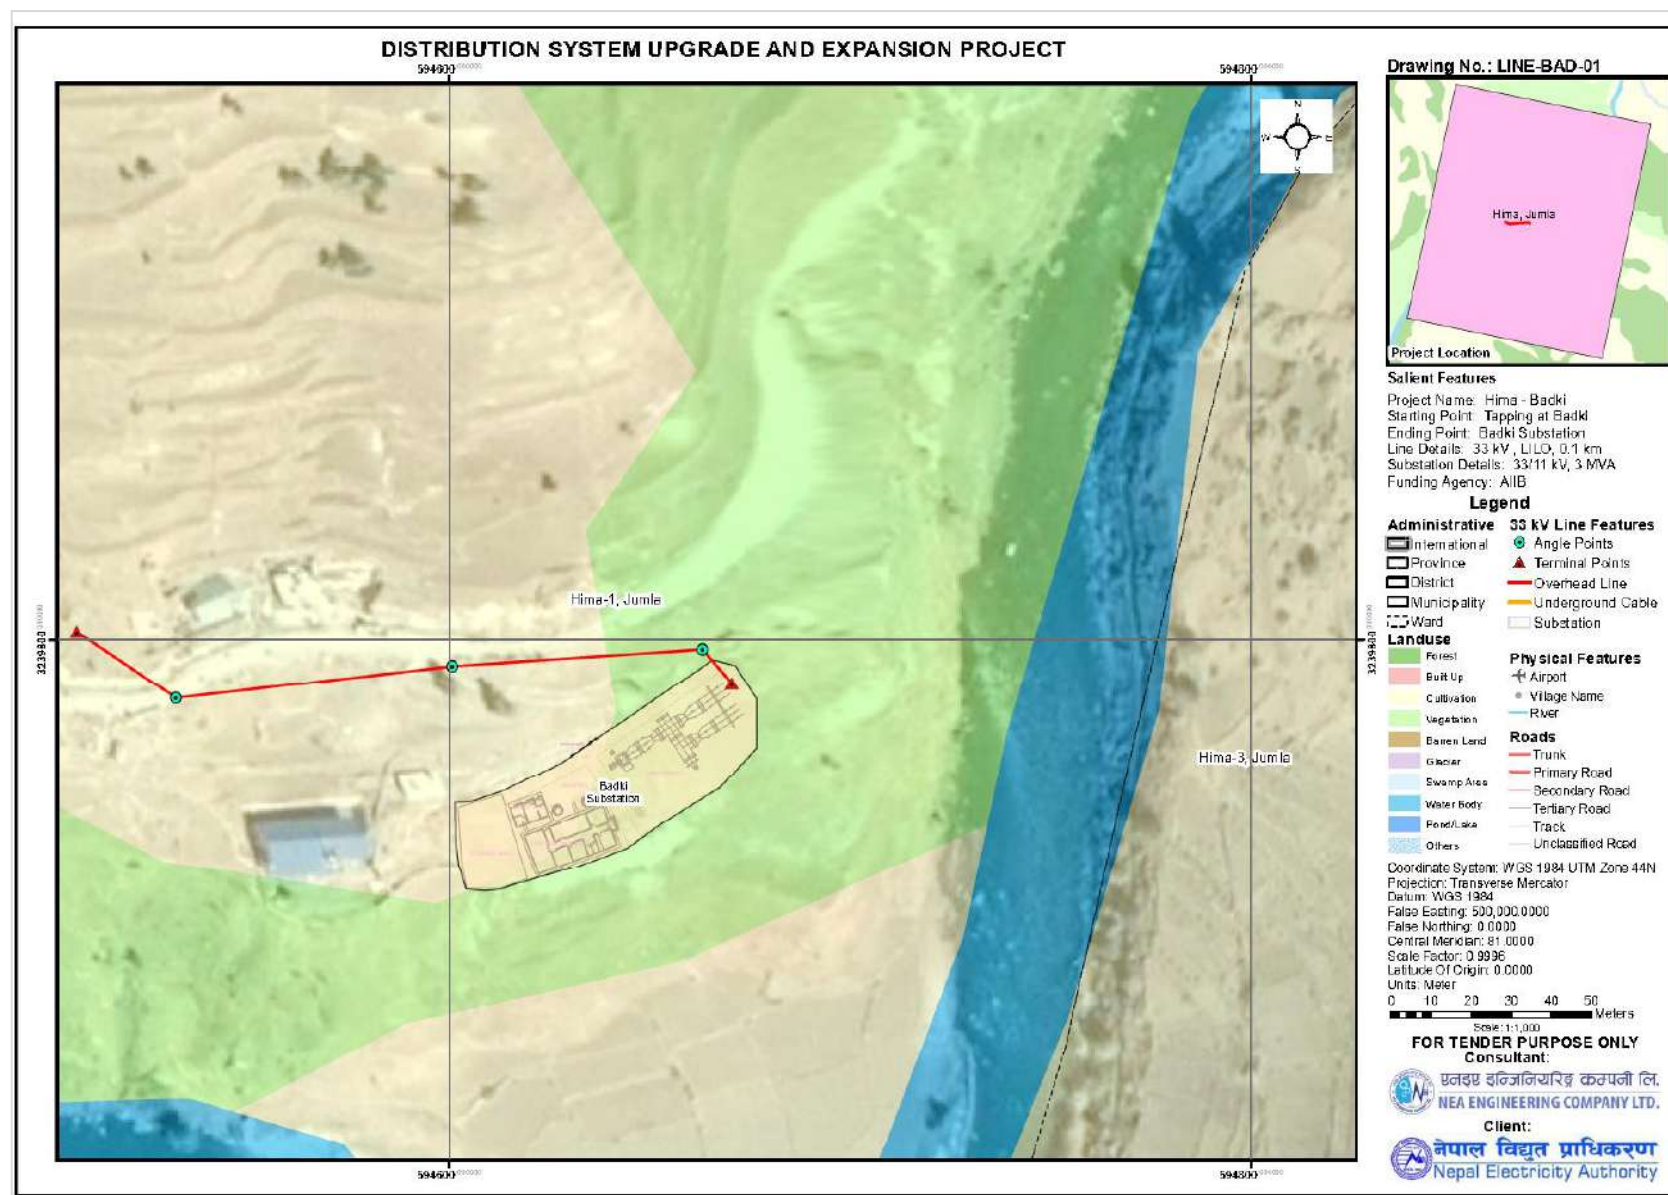 DISTRIBUTION SYSTEM UPGRADE AND EXPANSION PROJECT
594600
594800
N
W
E
S
3239800
3239800
Hima-1, Jumla
Hima-3, Jumla
Badki
Substation
594600
594800
Drawing No.: LINE-BAD-01
Hima, Jumla
Project Location
Salient Features
Project Name: Hima - Badki
Starting Point: Tapping at Badki
Ending Point: Badki Substation
Line Details: 33 kV , LILO, 0.1 km
Substation Details: 33/11 kV, 3 MVA
Funding Agency: AIIB
Legend
Administrative
International
Province
District
Municipality
Ward
33 kV Line Features
Angle Points
Terminal Points
Overhead Line
Underground Cable
Substation
Landuse
Forest
Built Up
Cultivation
Vegetation
Barren Land
Glacier
Swamp Area
Water Body
Pond/Lake
Others
Physical Features
Airport
Village Name
River
Roads
Trunk
Primary Road
Secondary Road
Tertiary Road
Track
Unclassified Road
Coordinate System: WGS 1984 UTM Zone 44N
Projection: Transverse Mercator
Datum: WGS 1984
False Easting: 500,000.0000
False Northing: 0.0000
Central Meridian: 81.0000
Scale Factor: 0.9996
Latitude Of Origin: 0.0000
Units: Meter
0 10 20 30 40 50
Meters
Scale: 1:1,000
FOR TENDER PURPOSE ONLY
Consultant:
एनइए इन्जिनियरिङ्ग कम्पनी लि.
NEA ENGINEERING COMPANY LTD.
Client:
नेपाल विद्युत प्राधिकरण
Nepal Electricity Authority